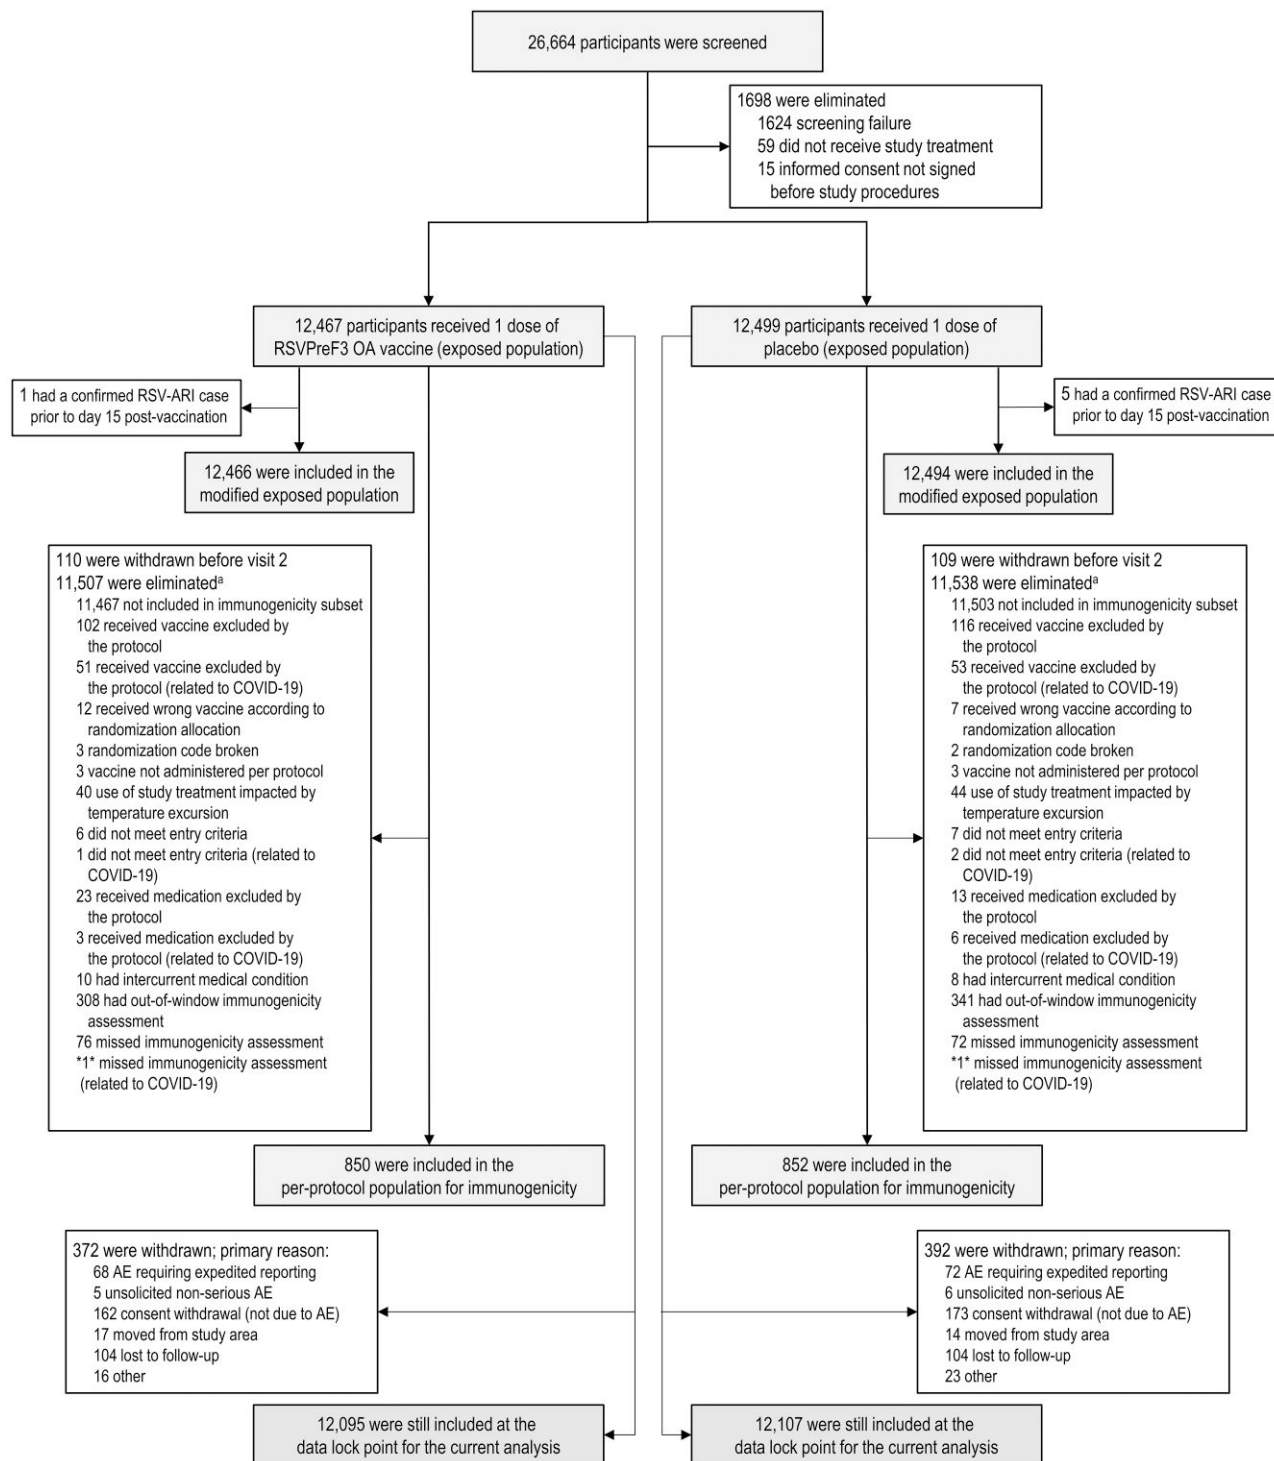 26,664 participants were screened
1698 were eliminated
1624 screening failure
59 did not receive study treatment
15 informed consent not signed
before study procedures
12,467 participants received 1 dose of
RSVPreF3 OA vaccine (exposed population)
12,499 participants received 1 dose of
placebo (exposed population)
1 had a confirmed RSV-ARI case
prior to day 15 post-vaccination
5 had a confirmed RSV-ARI case
prior to day 15 post-vaccination
12,466 were included in the
modified exposed population
12,494 were included in the
modified exposed population
110 were withdrawn before visit 2
11,507 were eliminatedᵃ
11,467 not included in immunogenicity subset
102 received vaccine excluded by
the protocol
51 received vaccine excluded by
the protocol (related to COVID-19)
12 received wrong vaccine according to
randomization allocation
3 randomization code broken
3 vaccine not administered per protocol
40 use of study treatment impacted by
temperature excursion
6 did not meet entry criteria
1 did not meet entry criteria (related to
COVID-19)
23 received medication excluded by
the protocol
3 received medication excluded by
the protocol (related to COVID-19)
10 had intercurrent medical condition
308 had out-of-window immunogenicity
assessment
76 missed immunogenicity assessment
*1* missed immunogenicity assessment
(related to COVID-19)
109 were withdrawn before visit 2
11,538 were eliminatedᵃ
11,503 not included in immunogenicity subset
116 received vaccine excluded by
the protocol
53 received vaccine excluded by
the protocol (related to COVID-19)
7 received wrong vaccine according to
randomization allocation
2 randomization code broken
3 vaccine not administered per protocol
44 use of study treatment impacted by
temperature excursion
7 did not meet entry criteria
2 did not meet entry criteria (related to
COVID-19)
13 received medication excluded by
the protocol
6 received medication excluded by
the protocol (related to COVID-19)
8 had intercurrent medical condition
341 had out-of-window immunogenicity
assessment
72 missed immunogenicity assessment
*1* missed immunogenicity assessment
(related to COVID-19)
850 were included in the
per-protocol population for immunogenicity
852 were included in the
per-protocol population for immunogenicity
372 were withdrawn; primary reason:
68 AE requiring expedited reporting
5 unsolicited non-serious AE
162 consent withdrawal (not due to AE)
17 moved from study area
104 lost to follow-up
16 other
392 were withdrawn; primary reason:
72 AE requiring expedited reporting
6 unsolicited non-serious AE
173 consent withdrawal (not due to AE)
14 moved from study area
104 lost to follow-up
23 other
12,095 were still included at the
data lock point for the current analysis
12,107 were still included at the
data lock point for the current analysis